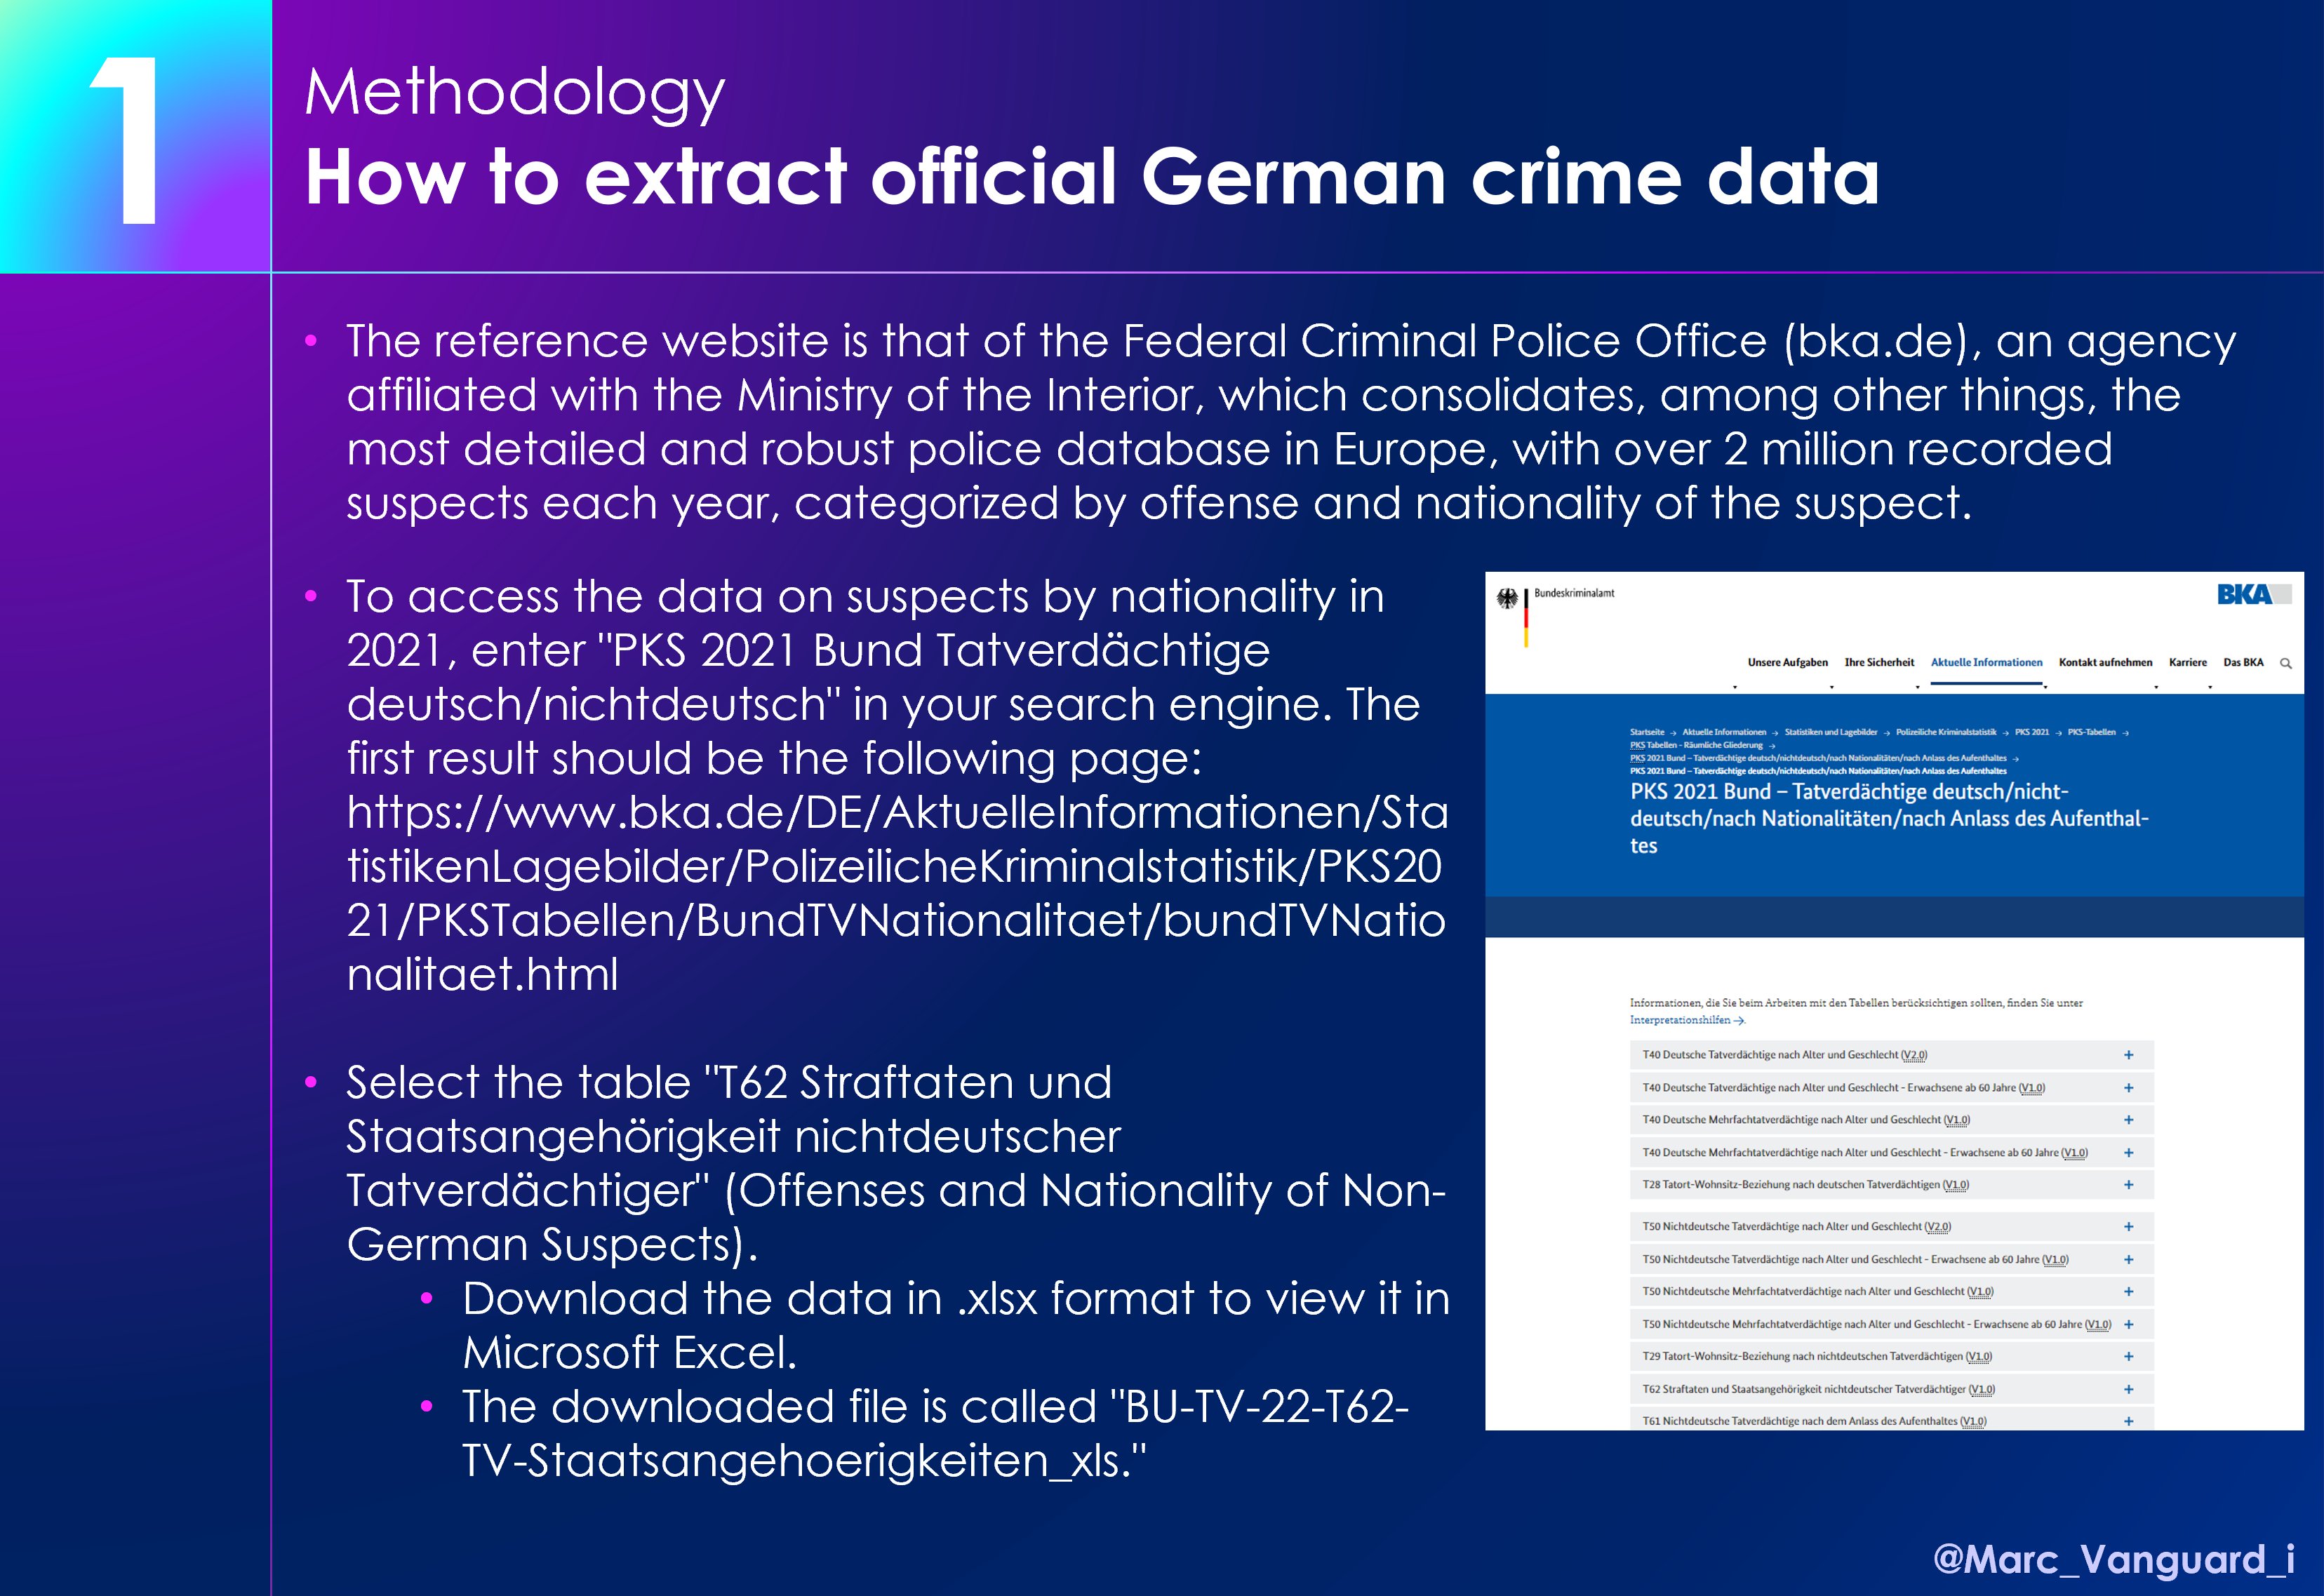 1
Methodology
How to extract official German crime data
• The reference website is that of the Federal Criminal Police Office (bka.de), an agency
affiliated with the Ministry of the Interior, which consolidates, among other things, the
most detailed and robust police database in Europe, with over 2 million recorded
suspects each year, categorized by offense and nationality of the suspect.
• To access the data on suspects by nationality in
2021, enter "PKS 2021 Bund Tatverdächtige
deutsch/nichtdeutsch" in your search engine. The
first result should be the following page:
https://www.bka.de/DE/AktuelleInformationen/Sta
tistikenLagebilder/PolizeilicheKriminalstatistik/PKS20
21/PKSTabellen/BundTVNationalitaet/bundTVNatio
nalitaet.html
• Select the table "T62 Straftaten und
Staatsangehörigkeit nichtdeutscher
Tatverdächtiger" (Offenses and Nationality of Non-
German Suspects).
• Download the data in .xlsx format to view it in
Microsoft Excel.
• The downloaded file is called "BU-TV-22-T62-
TV-Staatsangehoerigkeiten_xls."
Bundeskriminalamt
BKA
Unsere Aufgaben Ihre Sicherheit Aktuelle Informationen Kontakt aufnehmen Karriere Das BKA
Startseite → Aktuelle Informationen → Statistiken und Lagebilder → Polizeiliche Kriminalstatistik → PKS 2021 → PKS-Tabellen →
PKS Tabellen - Räumliche Gliederung →
PKS 2021 Bund – Tatverdächtige deutsch/nichtdeutsch/nach Nationalitäten/nach Anlass des Aufenthaltes →
PKS 2021 Bund – Tatverdächtige deutsch/nichtdeutsch/nach Nationalitäten/nach Anlass des Aufenthaltes
PKS 2021 Bund – Tatverdächtige deutsch/nicht-
deutsch/nach Nationalitäten/nach Anlass des Aufenthal-
tes
Informationen, die Sie beim Arbeiten mit den Tabellen berücksichtigen sollten, finden Sie unter
Interpretationshilfen →.
T40 Deutsche Tatverdächtige nach Alter und Geschlecht (V2.0) +
T40 Deutsche Tatverdächtige nach Alter und Geschlecht - Erwachsene ab 60 Jahre (V1.0) +
T40 Deutsche Mehrfachtatverdächtige nach Alter und Geschlecht (V1.0) +
T40 Deutsche Mehrfachtatverdächtige nach Alter und Geschlecht - Erwachsene ab 60 Jahre (V1.0) +
T28 Tatort-Wohnsitz-Beziehung nach deutschen Tatverdächtigen (V1.0) +
T50 Nichtdeutsche Tatverdächtige nach Alter und Geschlecht (V2.0) +
T50 Nichtdeutsche Tatverdächtige nach Alter und Geschlecht - Erwachsene ab 60 Jahre (V1.0) +
T50 Nichtdeutsche Mehrfachtatverdächtige nach Alter und Geschlecht (V1.0) +
T50 Nichtdeutsche Mehrfachtatverdächtige nach Alter und Geschlecht - Erwachsene ab 60 Jahre (V1.0) +
T29 Tatort-Wohnsitz-Beziehung nach nichtdeutschen Tatverdächtigen (V1.0) +
T62 Straftaten und Staatsangehörigkeit nichtdeutscher Tatverdächtiger (V1.0) +
T61 Nichtdeutsche Tatverdächtige nach dem Anlass des Aufenthaltes (V1.0) +
@Marc_Vanguard_i